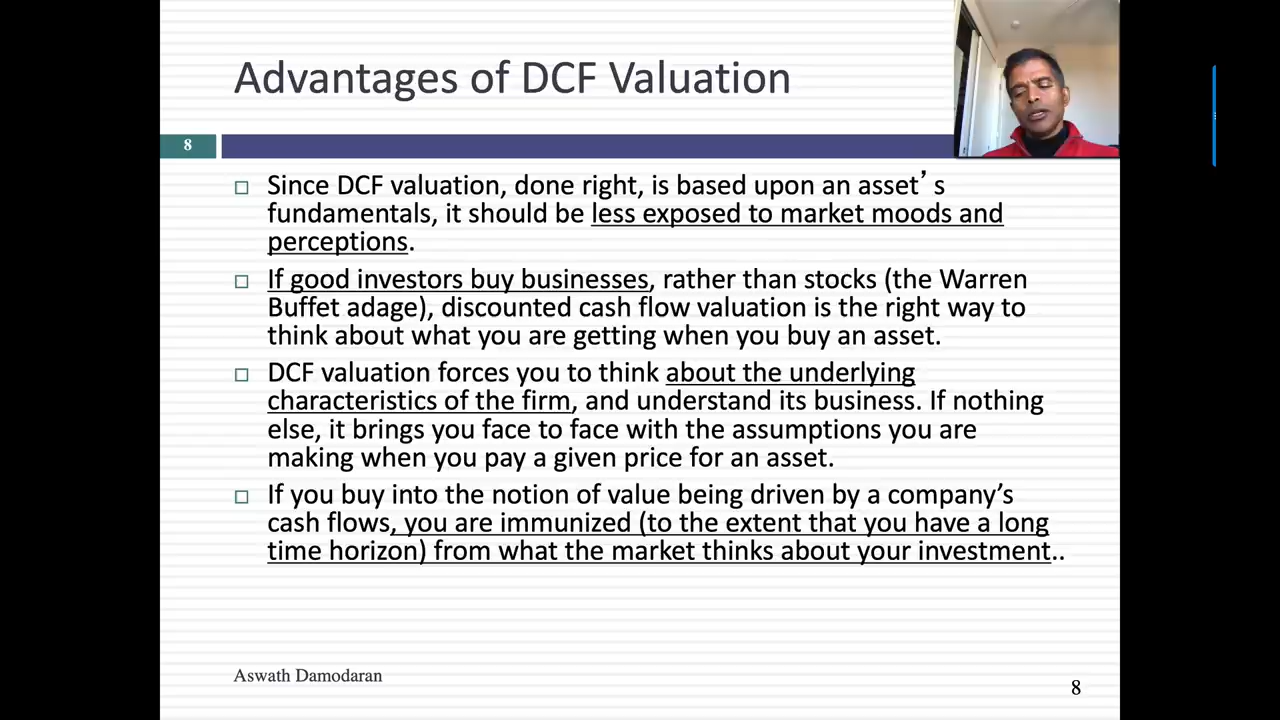 Advantages of DCF Valuation
8
Since DCF valuation, done right, is based upon an asset’s
fundamentals, it should be less exposed to market moods and
perceptions.
If good investors buy businesses, rather than stocks (the Warren
Buffet adage), discounted cash flow valuation is the right way to
think about what you are getting when you buy an asset.
DCF valuation forces you to think about the underlying
characteristics of the firm, and understand its business. If nothing
else, it brings you face to face with the assumptions you are
making when you pay a given price for an asset.
If you buy into the notion of value being driven by a company’s
cash flows, you are immunized (to the extent that you have a long
time horizon) from what the market thinks about your investment..
Aswath Damodaran
8